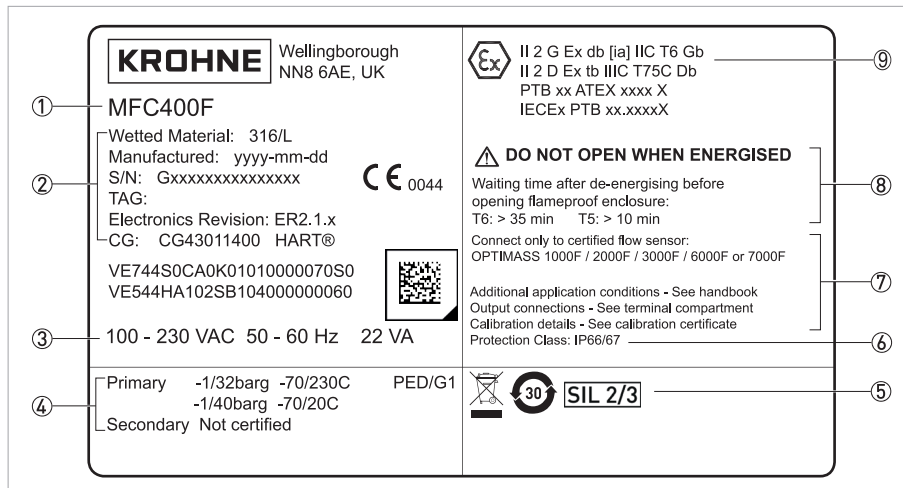 KROHNE
Wellingborough
NN8 6AE, UK
① MFC400F
② Wetted Material: 316/L
Manufactured: yyyy-mm-dd
S/N: Gxxxxxxxxxxxxxxx
TAG:
Electronics Revision: ER2.1.x
CG: CG43011400 HART®
CE 0044
VE744S0CA0K01010000070S0
VE544HA102SB104000000060
③ 100 - 230 VAC 50 - 60 Hz 22 VA
④ Primary -1/32barg -70/230C PED/G1
-1/40barg -70/20C
Secondary Not certified
Ex
II 2 G Ex db [ia] IIC T6 Gb
II 2 D Ex tb IIIC T75C Db
PTB xx ATEX xxxx X
IECEx PTB xx.xxxxX
⑨
DO NOT OPEN WHEN ENERGISED
Waiting time after de-energising before
opening flameproof enclosure:
T6: > 35 min T5: > 10 min
⑧
Connect only to certified flow sensor:
OPTIMASS 1000F / 2000F / 3000F / 6000F or 7000F
Additional application conditions - See handbook
Output connections - See terminal compartment
Calibration details - See calibration certificate
⑦
Protection Class: IP66/67
⑥
30
SIL 2/3
⑤